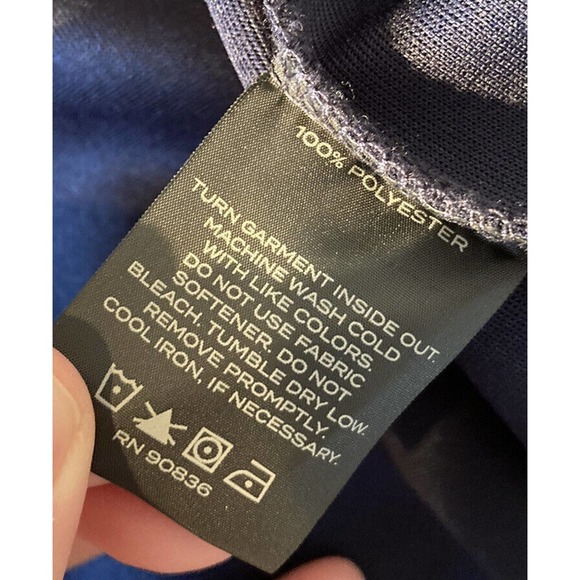 100% POLYESTER
TURN GARMENT INSIDE OUT.
MACHINE WASH COLD
WITH LIKE COLORS.
DO NOT USE FABRIC
SOFTENER. DO NOT
BLEACH. TUMBLE DRY LOW.
REMOVE PROMPTLY.
COOL IRON, IF NECESSARY.
RN 90836